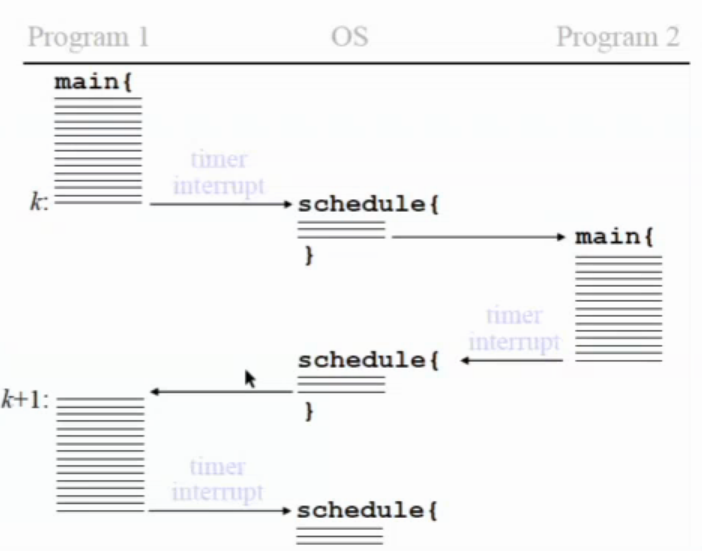 Program 1 OS Program 2
main{
timer
interrupt
k: schedule{
main{
}
timer
interrupt
schedule{
k+1:
}
timer
interrupt
schedule{